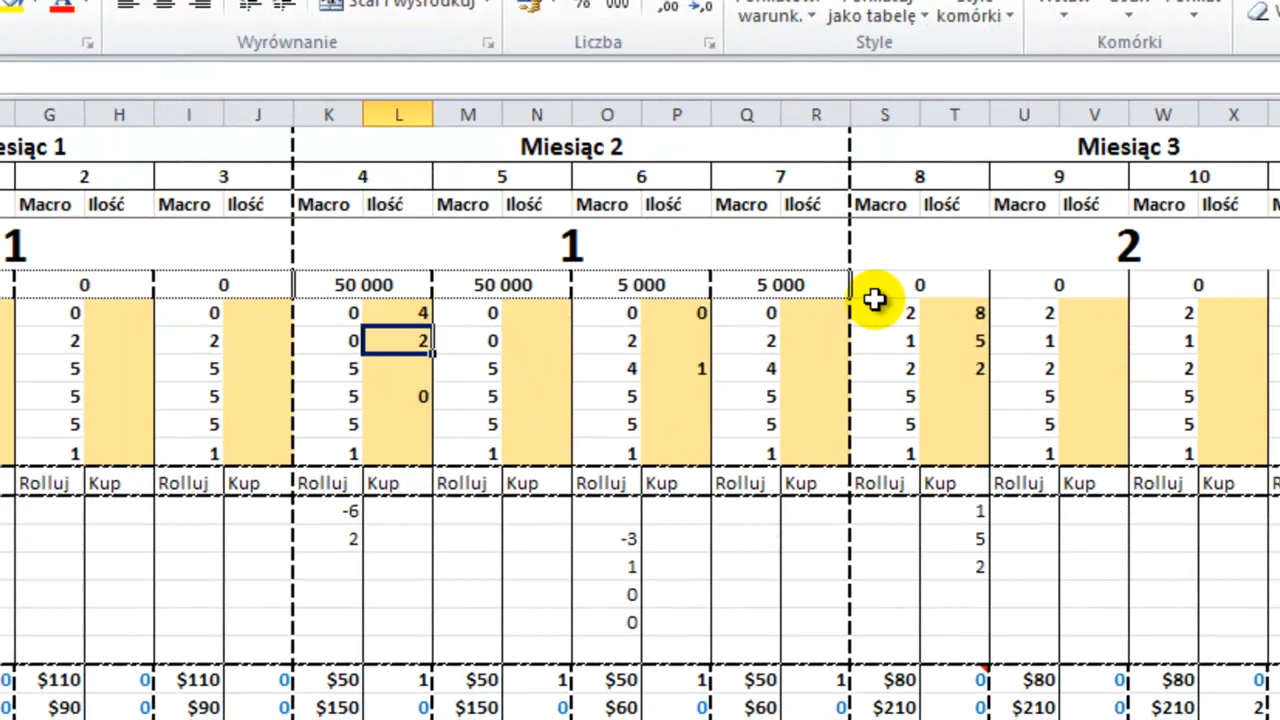 Scal i wyśrodkuj % 000 ,00 ,00
warunk. jako tabelę komórki
Wyrównanie Liczba Style Komórki
G H I J K L M N O P Q R S T U V W X
esiąc 1 Miesiąc 2 Miesiąc 3
2 3 4 5 6 7 8 9 10
Macro Ilość Macro Ilość Macro Ilość Macro Ilość Macro Ilość Macro Ilość Macro Ilość Macro Ilość Macro Ilość
1 1 2
0 0 50 000 50 000 5 000 5 000 0 0 0
0 0 0 4 0 0 0 0 2 8 2 2
2 2 0 2 0 2 2 1 5 1 1
5 5 5 5 4 1 4 2 2 2 2
5 5 5 0 5 5 5 5 5 5
5 5 5 5 5 5 5 5 5
1 1 1 1 1 1 1 1 1
Rolluj Kup Rolluj Kup Rolluj Kup Rolluj Kup Rolluj Kup Rolluj Kup Rolluj Kup Rolluj Kup Rolluj Kup
-6 1
2 -3 5
1 2
0
0
0 $110 0 $110 0 $50 1 $50 1 $50 1 $50 1 $80 0 $80 0 $80 0
0 $90 0 $90 0 $150 0 $150 0 $60 0 $60 0 $210 0 $210 0 $210 2